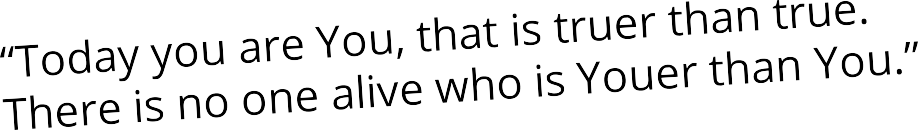 “Today you are You, that is truer than true.
There is no one alive who is Youer than You.”